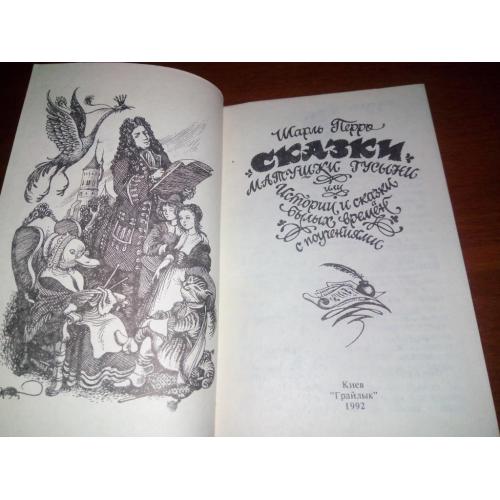 Шарль Перро
СКАЗКИ
МАТУШКИ ГУСЫНИ
или
Истории и сказки
былых времён
с поучениями
Киев
"Грайлык"
1992